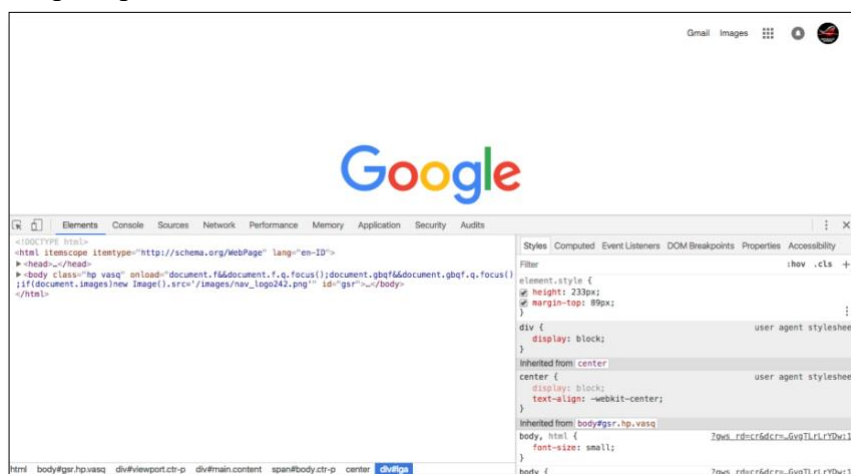 Gmail Images
Google
Elements Console Sources Network Performance Memory Application Security Audits
<!DOCTYPE html>
<html itemscope itemtype="http://schema.org/WebPage" lang="en-ID">
▶ <head>…</head>
▶ <body class="hp vasq" onload="document.f&&document.f.q.focus();document.gbqf&&document.gbqf.q.focus()
;if(document.images)new Image().src='/images/nav_logo242.png'" id="gsr">…</body>
</html>
html body#gsr.hp.vasq div#viewport.ctr-p div#main.content span#body.ctr-p center div#lga
Styles Computed Event Listeners DOM Breakpoints Properties Accessibility
Filter :hov .cls +
element.style {
height: 233px;
margin-top: 89px;
}
div { user agent styleshee
display: block;
}
Inherited from center
center { user agent styleshee
display: block;
text-align: -webkit-center;
}
Inherited from body#gsr.hp.vasq
body, html {
font-size: small;
}
body {